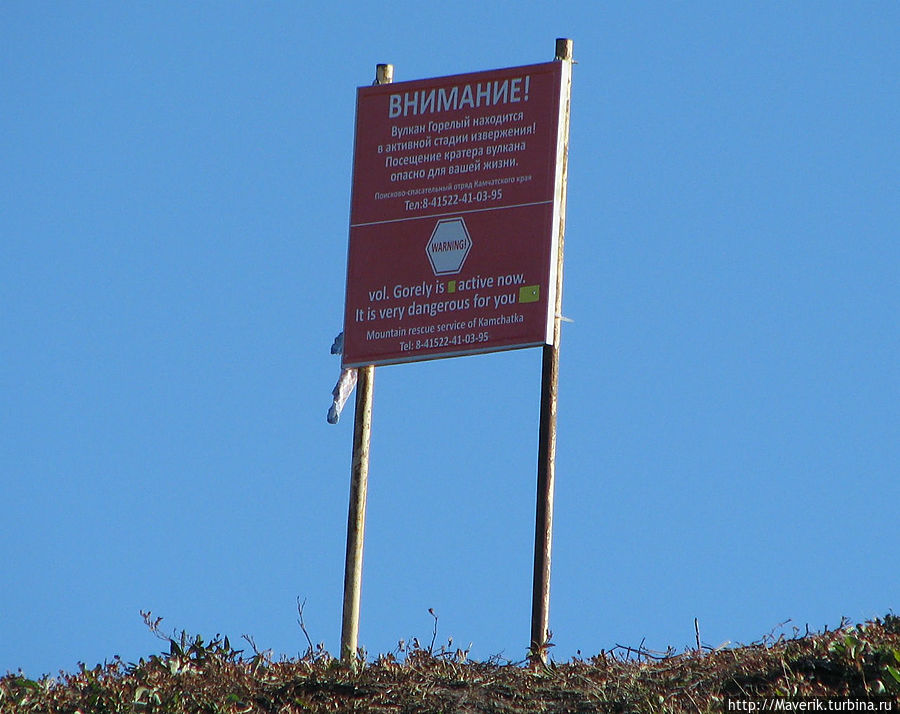 ВНИМАНИЕ!
Вулкан Горелый находится
в активной стадии извержения!
Посещение кратера вулкана
опасно для вашей жизни.
Поисково-спасательный отряд Камчатского края
Тел:8-41522-41-03-95
WARNING!
vol. Gorely is active now.
It is very dangerous for you
Mountain rescue service of Kamchatka
Tel: 8-41522-41-03-95
http://Maverik.turbina.ru